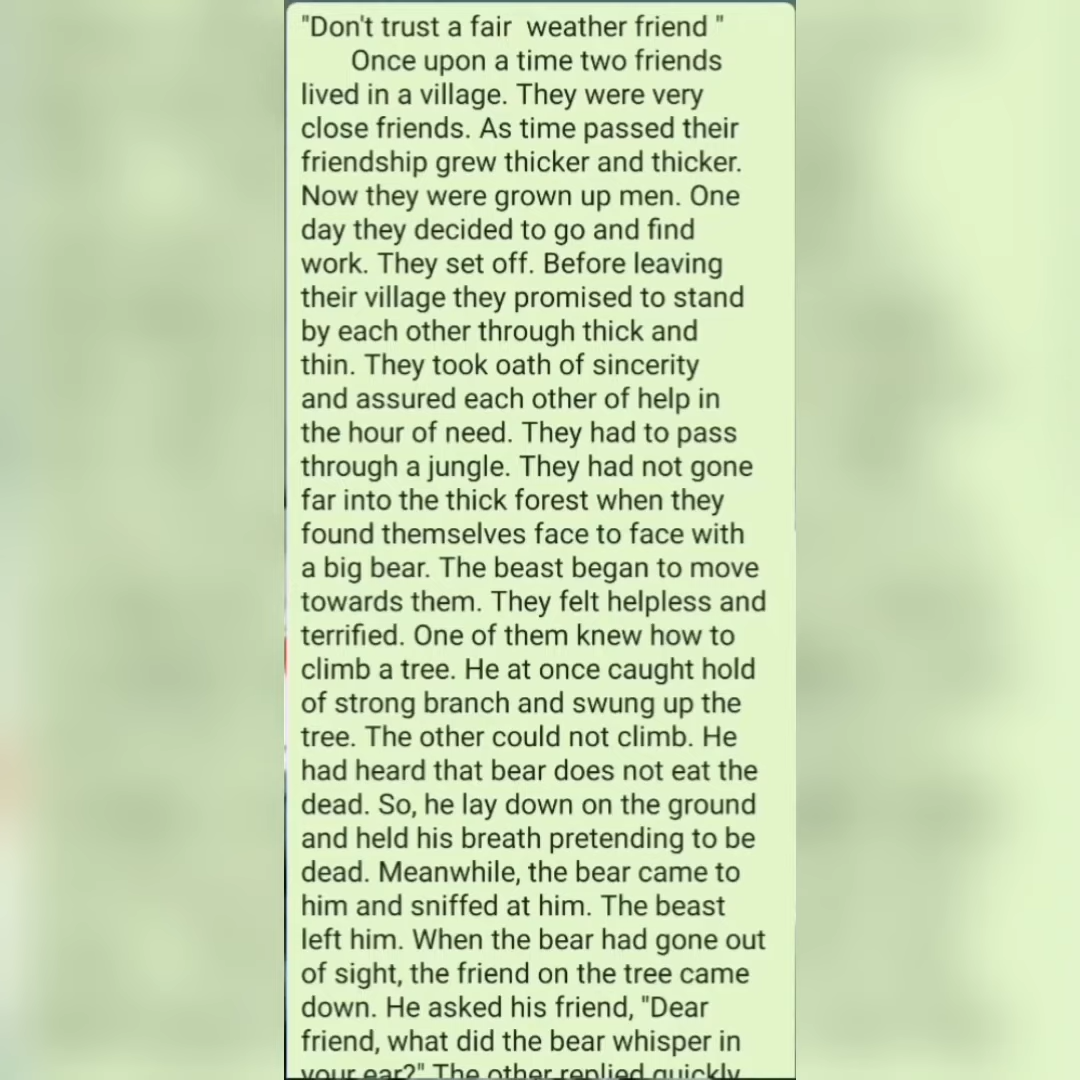 "Don't trust a fair  weather friend "
Once upon a time two friends
lived in a village. They were very
close friends. As time passed their
friendship grew thicker and thicker.
Now they were grown up men. One
day they decided to go and find
work. They set off. Before leaving
their village they promised to stand
by each other through thick and
thin. They took oath of sincerity
and assured each other of help in
the hour of need. They had to pass
through a jungle. They had not gone
far into the thick forest when they
found themselves face to face with
a big bear. The beast began to move
towards them. They felt helpless and
terrified. One of them knew how to
climb a tree. He at once caught hold
of strong branch and swung up the
tree. The other could not climb. He
had heard that bear does not eat the
dead. So, he lay down on the ground
and held his breath pretending to be
dead. Meanwhile, the bear came to
him and sniffed at him. The beast
left him. When the bear had gone out
of sight, the friend on the tree came
down. He asked his friend, "Dear
friend, what did the bear whisper in
your ear?" The other replied quickly